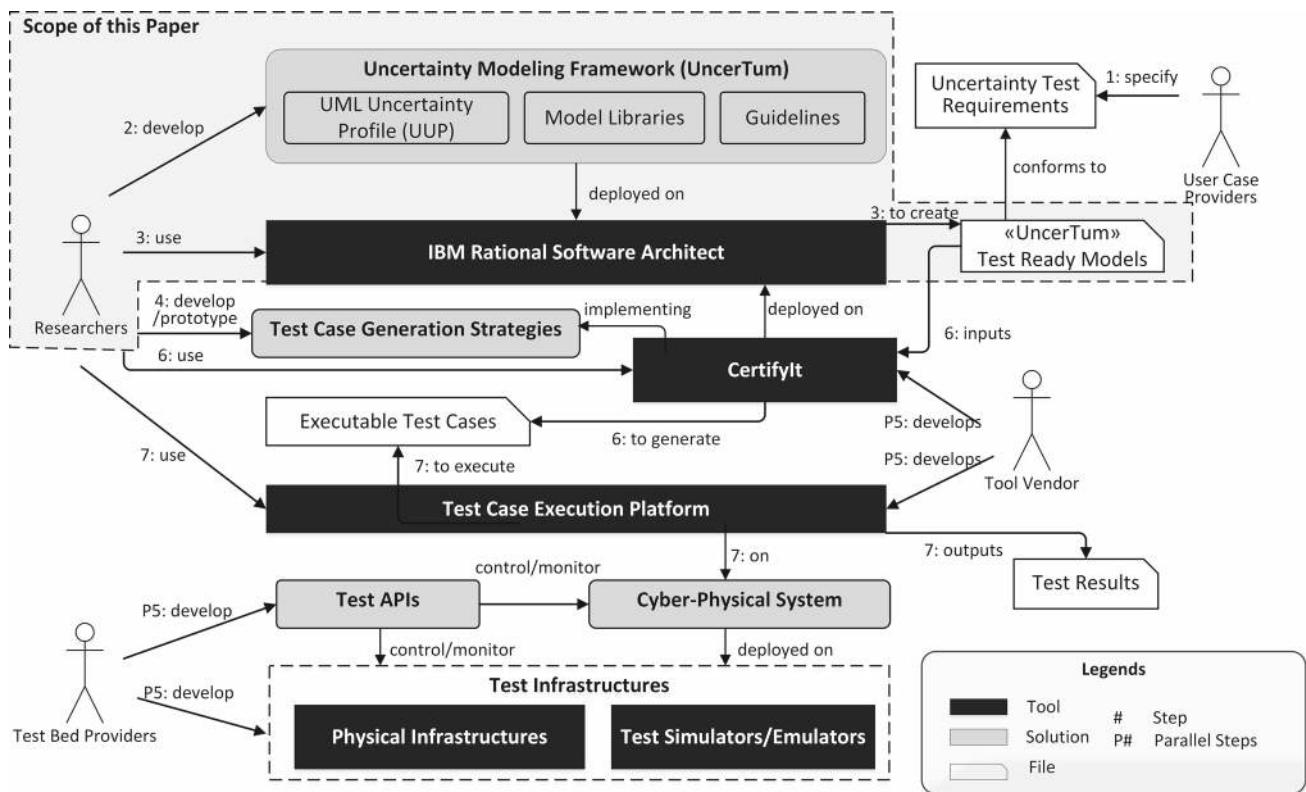 Scope of this Paper
Uncertainty Modeling Framework (UncerTum)
UML Uncertainty
Profile (UUP)
Model Libraries
Guidelines
Uncertainty Test
Requirements
1: specify
2: develop
deployed on
conforms to
User Case
Providers
3: use
IBM Rational Software Architect
3: to create
«UncerTum»
Test Ready Models
Researchers
4: develop
/prototype
Test Case Generation Strategies
implementing
deployed on
6: use
CertifyIt
6: inputs
Executable Test Cases
6: to generate
P5: develops
P5: develops
Tool Vendor
7: use
7: to execute
Test Case Execution Platform
7: on
7: outputs
Test Results
control/monitor
P5: develop
Test APIs
Cyber-Physical System
control/monitor
deployed on
P5: develop
Test Bed Providers
Test Infrastructures
Physical Infrastructures
Test Simulators/Emulators
Legends
Tool
# Step
Solution
P# Parallel Steps
File